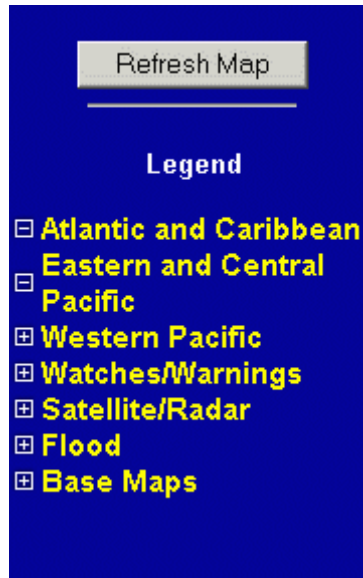 Refresh Map
Legend
Atlantic and Caribbean
Eastern and Central
Pacific
Western Pacific
Watches/Warnings
Satellite/Radar
Flood
Base Maps